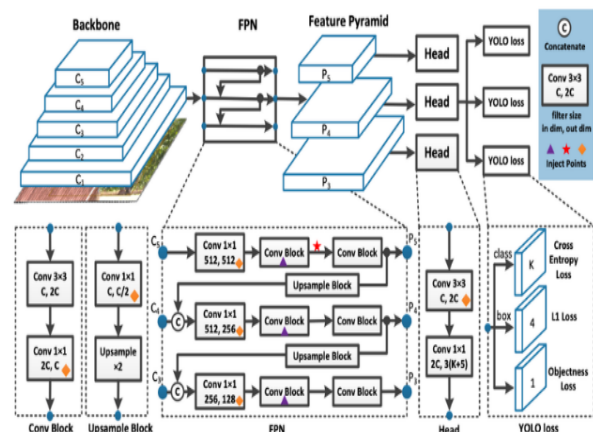 Backbone
FPN
Feature Pyramid
C5
C4
C3
C2
C1
P5
P4
P3
Head
Head
Head
YOLO loss
YOLO loss
YOLO loss
C
Concatenate
Conv 3×3
C, 2C
filter size
in dim, out dim
Inject Points
Conv 3×3
C, 2C
Conv 1×1
2C, C
Conv Block
Conv 1×1
C, C/2
Upsample
×2
Upsample Block
C5
Conv 1×1
512, 512
Conv Block
Conv Block
P5
Upsample Block
C4
C
Conv 1×1
512, 256
Conv Block
Conv Block
P4
Upsample Block
C3
C
Conv 1×1
256, 128
Conv Block
Conv Block
P3
FPN
Conv 3×3
C, 2C
Conv 1×1
2C, 3(K+5)
Head
class
K
Cross
Entropy
Loss
box
4
L1 Loss
1
Objectness
Loss
YOLO loss